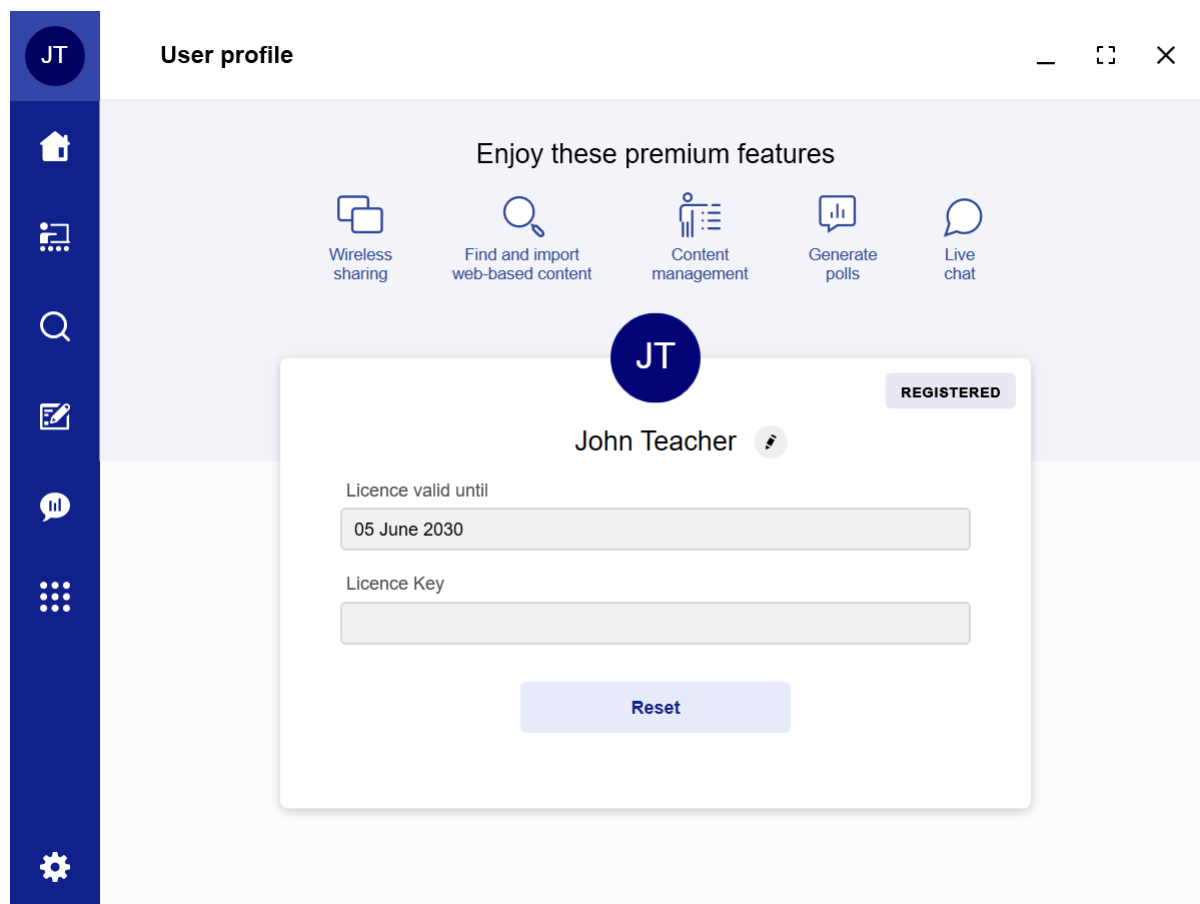 JT
User profile
Enjoy these premium features
Wireless
sharing
Find and import
web-based content
Content
management
Generate
polls
Live
chat
JT
REGISTERED
John Teacher
Licence valid until
05 June 2030
Licence Key
Reset